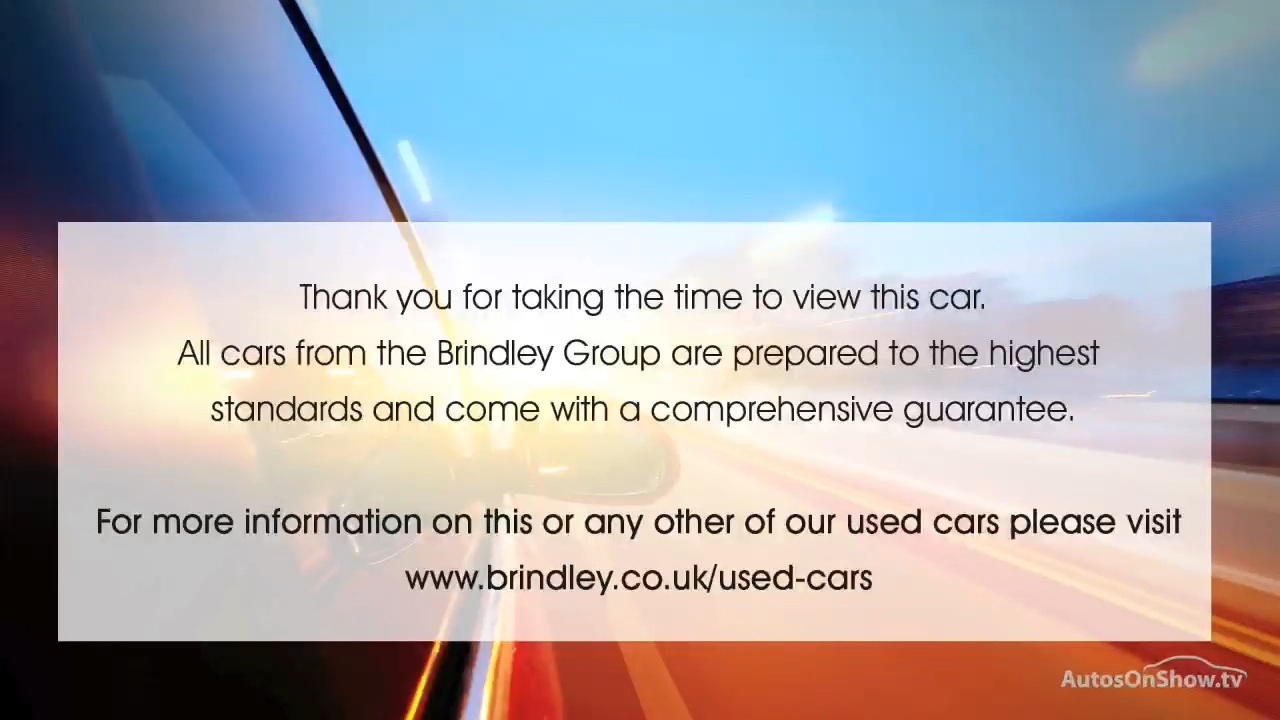 Thank you for taking the time to view this car.
All cars from the Brindley Group are prepared to the highest
standards and come with a comprehensive guarantee.
For more information on this or any other of our used cars please visit
www.brindley.co.uk/used-cars
AutosOnShow.tv